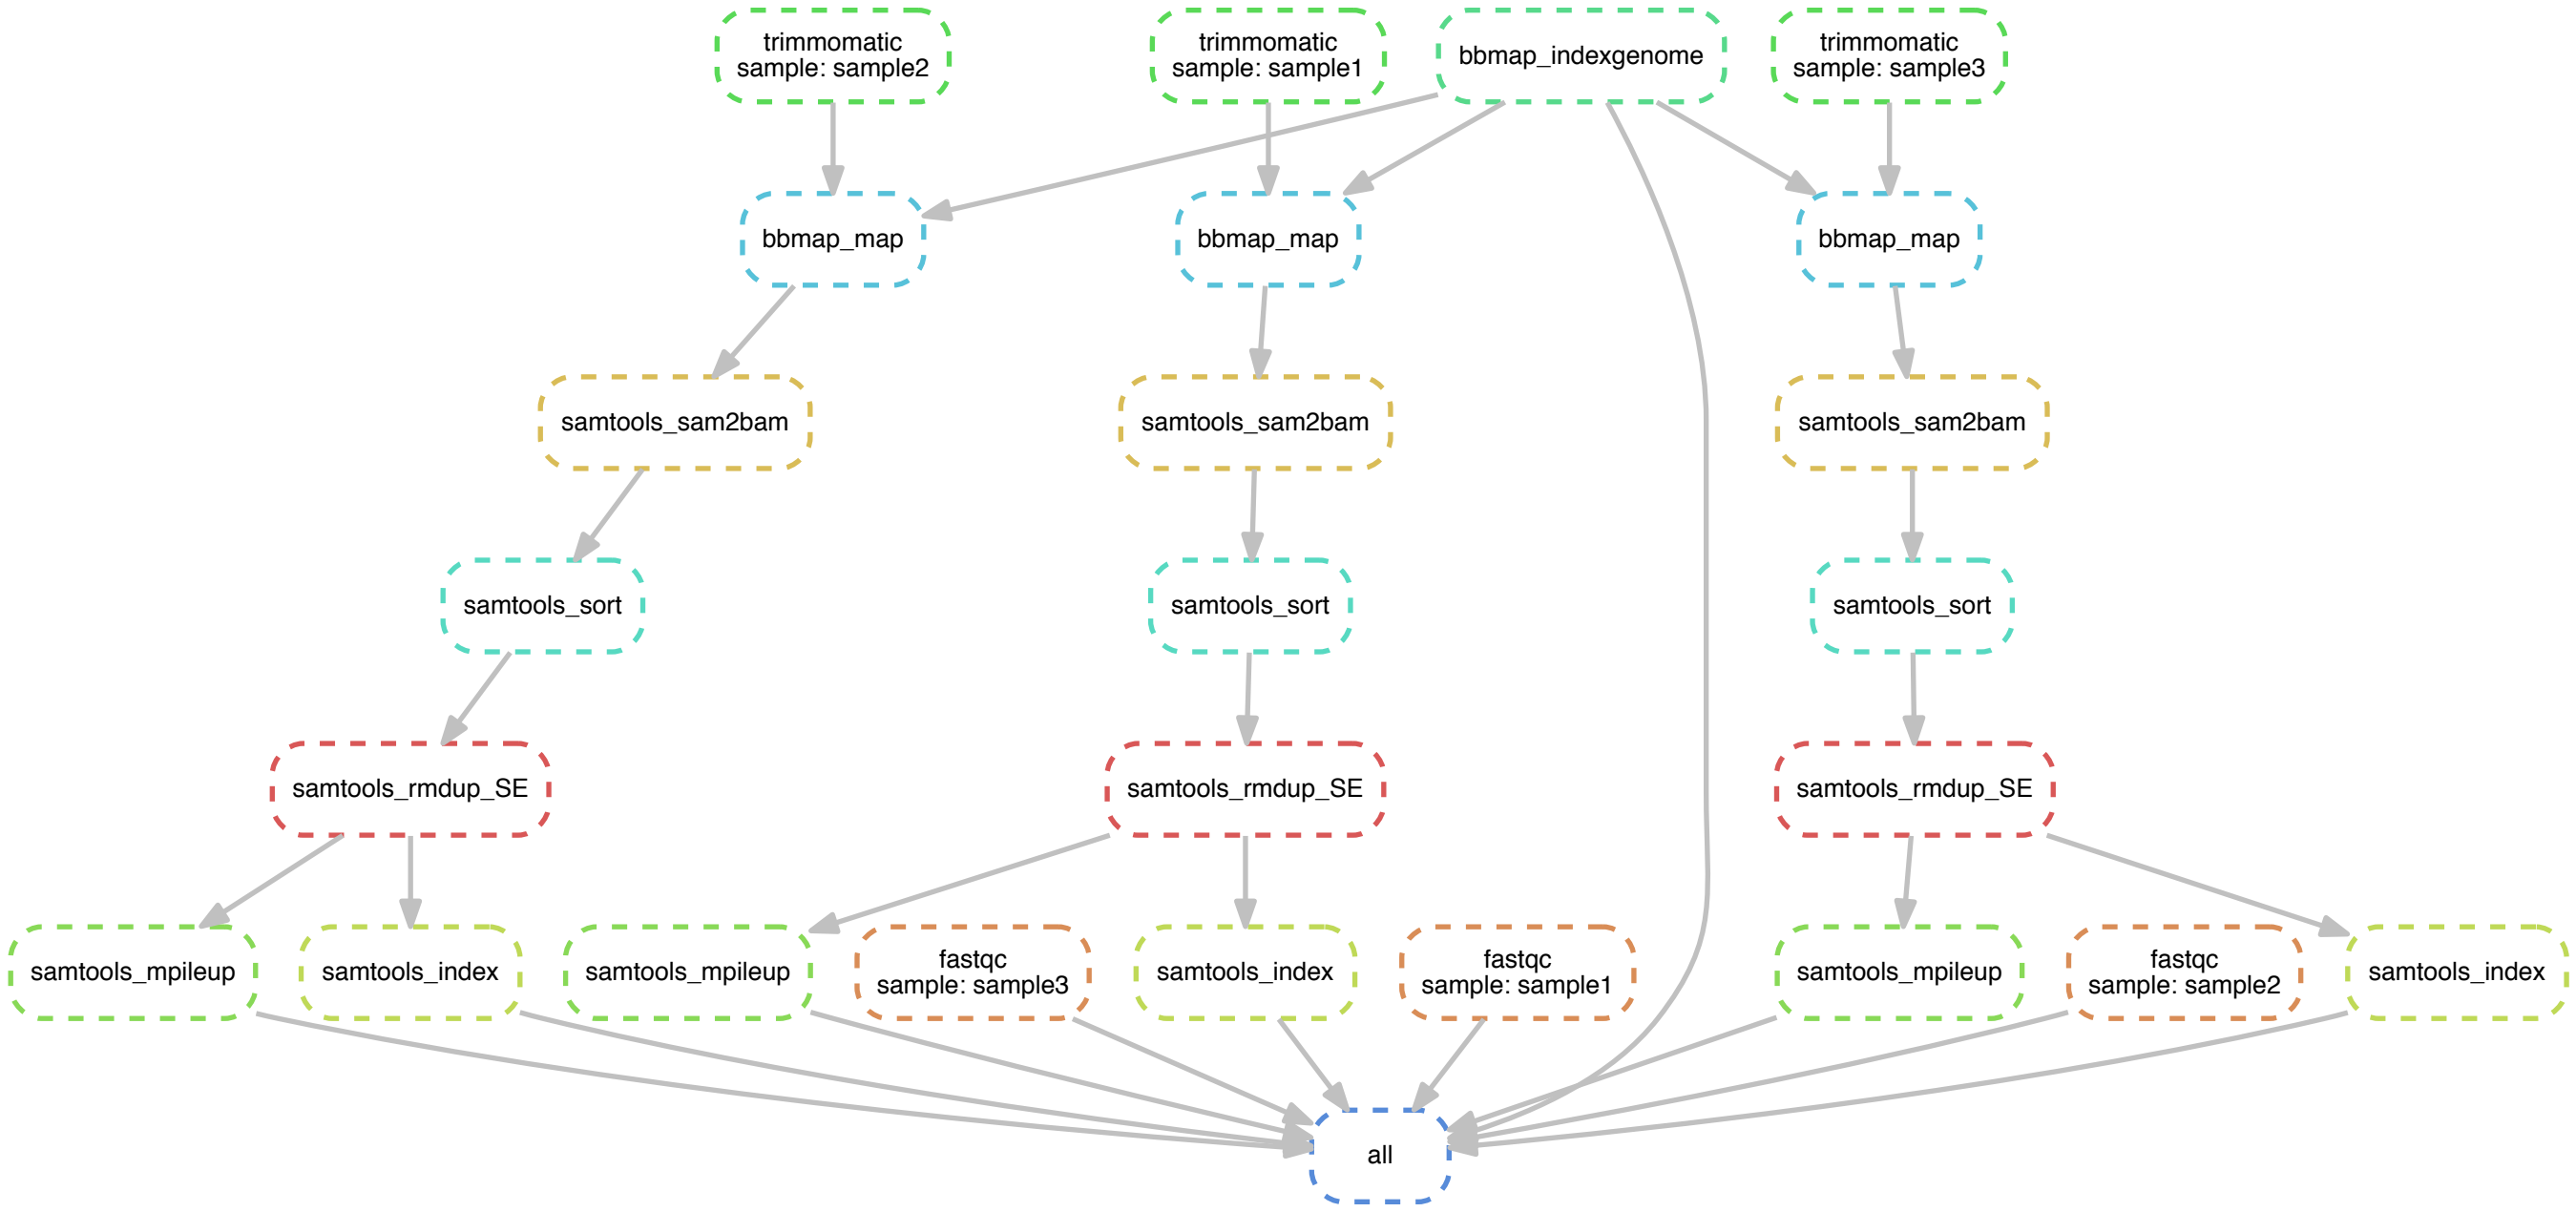 trimmomatic
sample: sample2
trimmomatic
sample: sample1
bbmap_indexgenome
trimmomatic
sample: sample3
bbmap_map
bbmap_map
bbmap_map
samtools_sam2bam
samtools_sam2bam
samtools_sam2bam
samtools_sort
samtools_sort
samtools_sort
samtools_rmdup_SE
samtools_rmdup_SE
samtools_rmdup_SE
samtools_mpileup
samtools_index
samtools_mpileup
fastqc
sample: sample3
samtools_index
fastqc
sample: sample1
samtools_mpileup
fastqc
sample: sample2
samtools_index
all